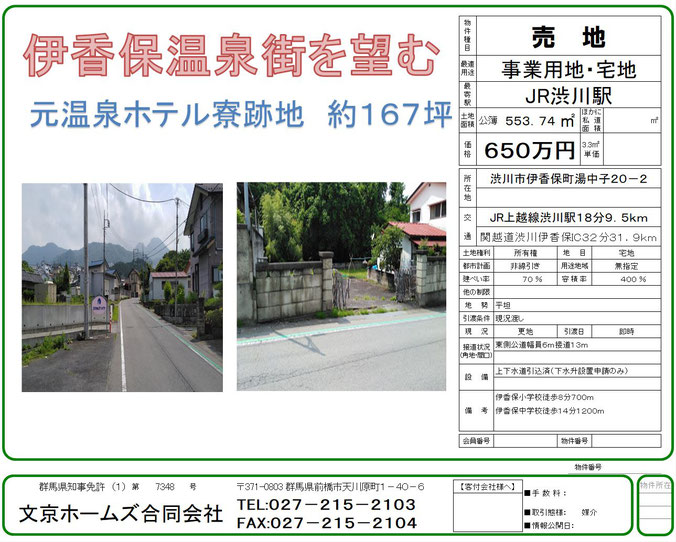 伊香保温泉街を望む
元温泉ホテル寮跡地　約１６７坪
物件種目 売　地
最適用途 事業用地・宅地
最寄駅 JR渋川駅
土地面積 公簿 553.74 ㎡ ほかに私道面積 ㎡
価格 650万円 3.3㎡単価
所在地 渋川市伊香保町湯中子２０－２
交通 JR上越線渋川駅18分9.5km
関越道渋川伊香保IC32分31.9km
土地権利 所有権 地目 宅地
都市計画 非線引き 用途地域 無指定
建ぺい率 70％ 容積率 400％
他の制限
地勢 平坦
引渡条件 現況渡し
現況 更地 引渡日 即時
接道状況(角地・間口) 東側公道幅員6m接道13m
設備 上下水道引込済(下水升設置申請のみ)
備考 伊香保小学校徒歩8分700m
伊香保中学校徒歩14分1200m
会員番号 物件番号
物件番号
群馬県知事免許 （1） 第 7348 号
〒371-0803 群馬県前橋市天川原町１－４０－６
文京ホームズ合同会社
TEL:027－215－2103
FAX:027－215－2104
【客付会社様へ】
■手数料：
■取引態様： 媒介
■情報公開日：
物件所在